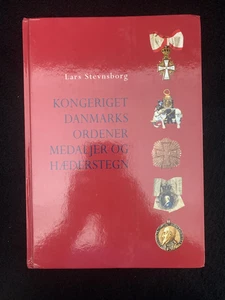 Lars Stevnsborg
KONGERIGET
DANMARKS
ORDENER
MEDALJER OG
HÆDERSTEGN